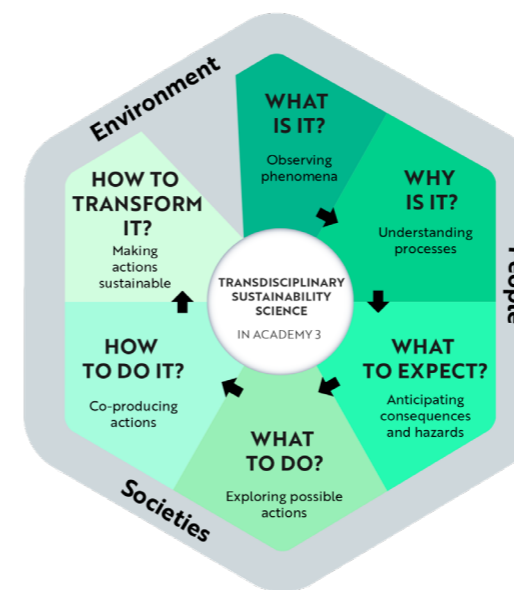 Environment
WHAT
IS IT?
Observing
phenomena
WHY
IS IT?
Understanding
processes
People
WHAT
TO EXPECT?
Anticipating
consequences
and hazards
WHAT
TO DO?
Exploring possible
actions
Societies
HOW
TO DO IT?
Co-producing
actions
HOW TO
TRANSFORM
IT?
Making
actions
sustainable
TRANSDISCIPLINARY
SUSTAINABILITY
SCIENCE
IN ACADEMY 3